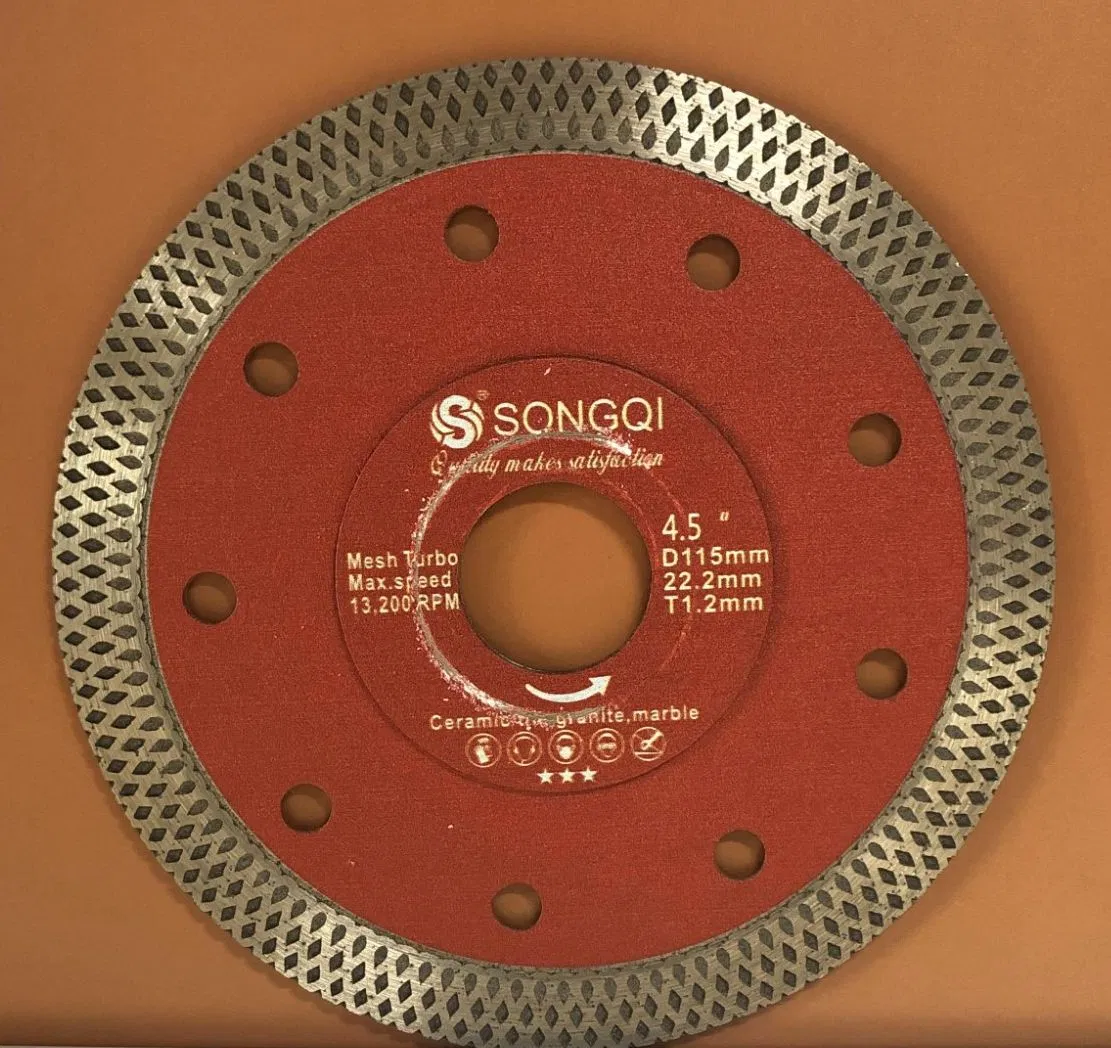 S® SONGQI
Quality makes satisfaction
Mesh Turbo
Max.speed
13,200 RPM
4.5 "
D115mm
22.2mm
T1.2mm
Ceramic tile,granite,marble